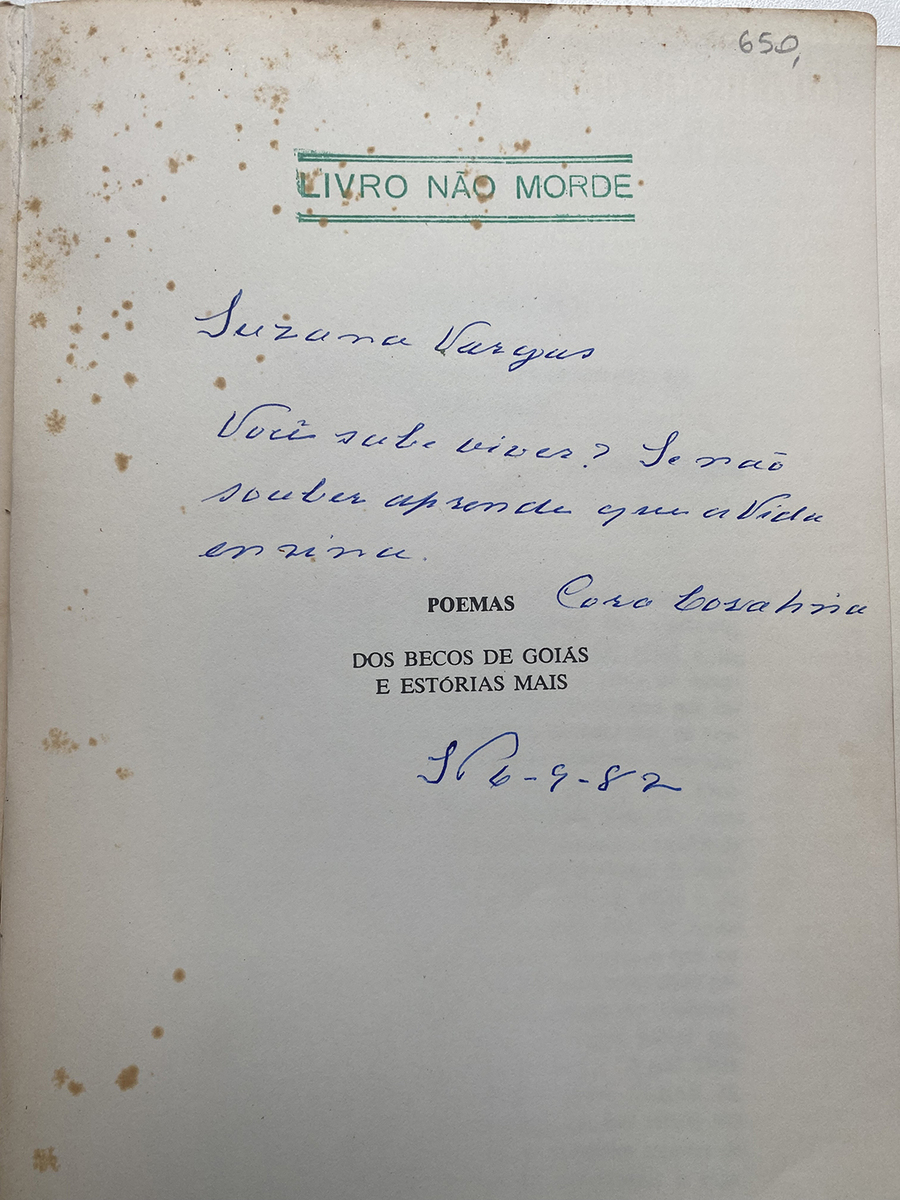 650,
LIVRO NÃO MORDE
Suzana Vargas
Você sabe viver? Se não
souber aprende que a Vida
ensina.
POEMAS Cora Coralina
DOS BECOS DE GOIÁS
E ESTÓRIAS MAIS
SP 6-9-82